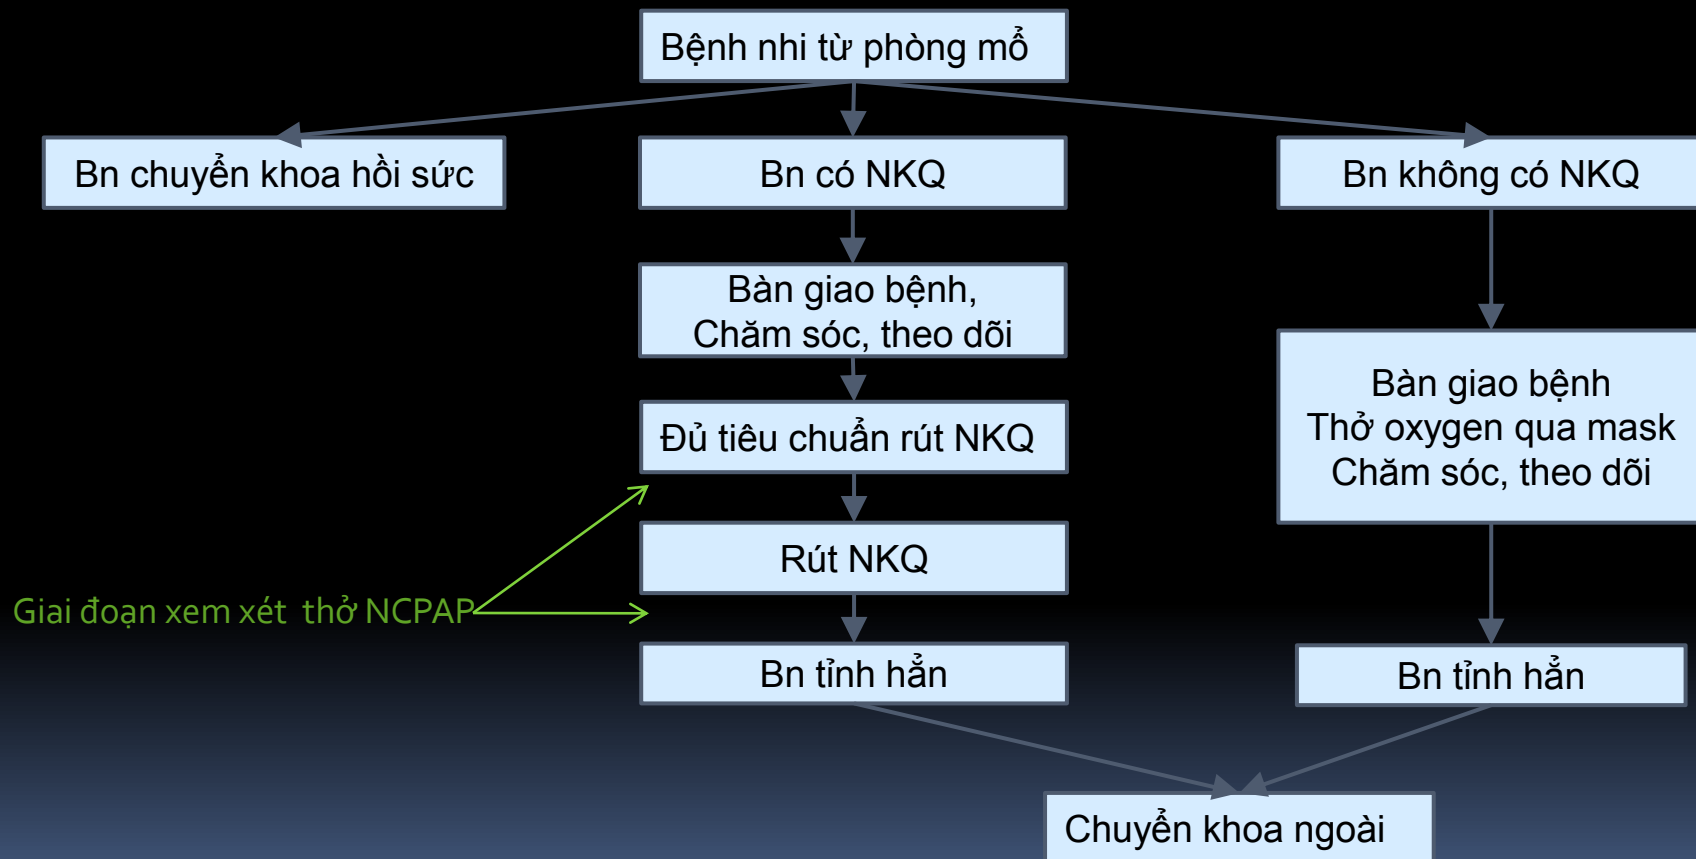 Bệnh nhi từ phòng mổ
Bn chuyển khoa hồi sức
Bn có NKQ
Bn không có NKQ
Bàn giao bệnh,
Chăm sóc, theo dõi
Bàn giao bệnh
Thở oxygen qua mask
Chăm sóc, theo dõi
Đủ tiêu chuẩn rút NKQ
Rút NKQ
Giai đoạn xem xét thở NCPAP
Bn tỉnh hẳn
Bn tỉnh hẳn
Chuyển khoa ngoài